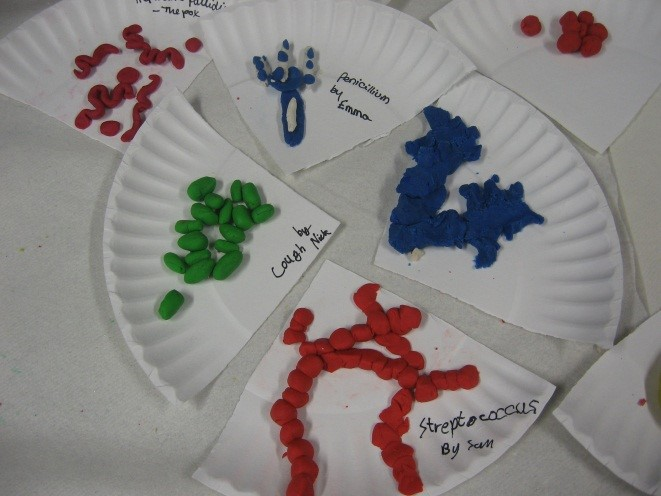 - The pox
Penicillium
by
Emma
by
Cough Nick
Streptococcus
By Sam